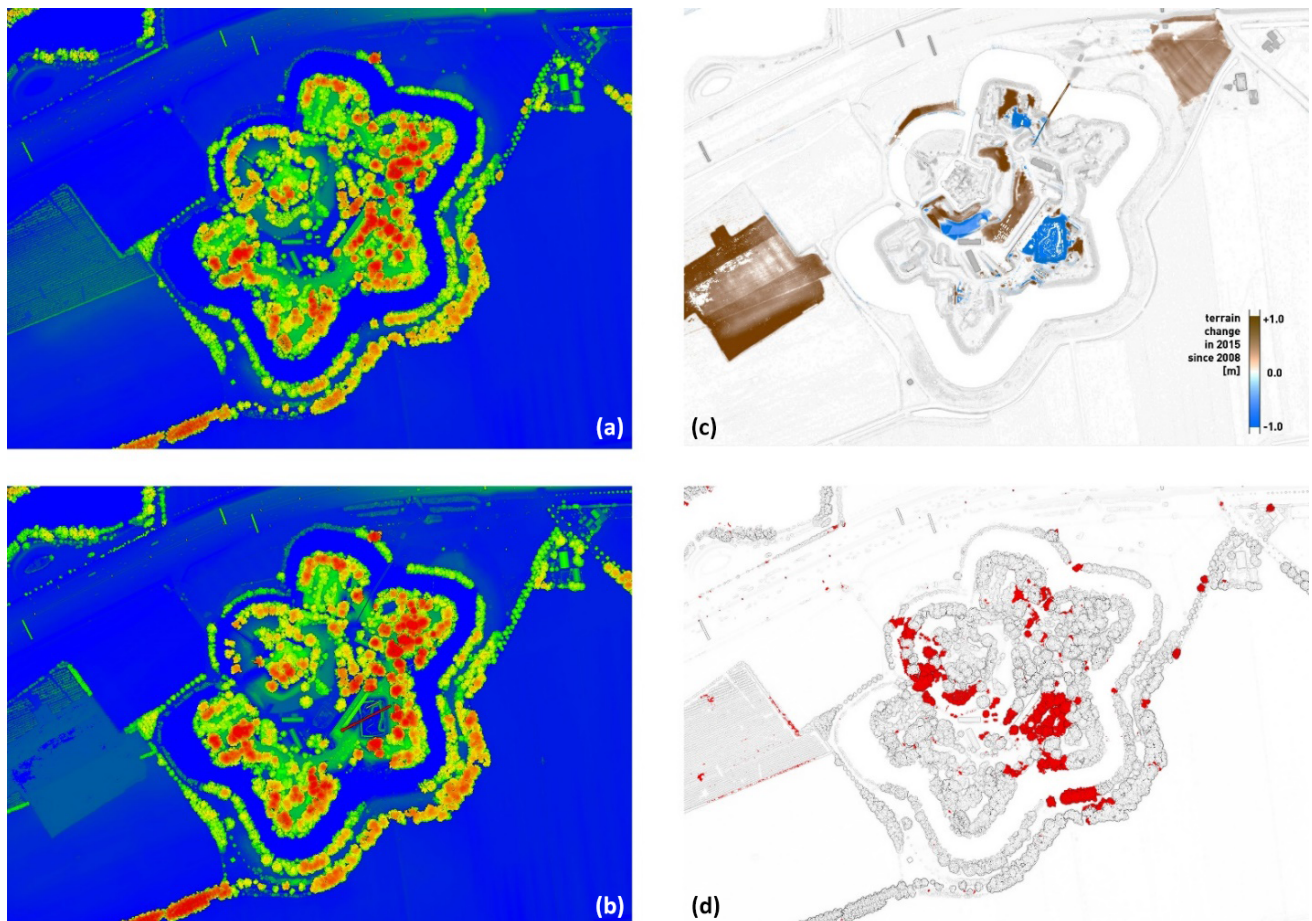 (a)
(c)
terrain +1.0
change
in 2015
since 2008 0.0
[m]
-1.0
(b)
(d)